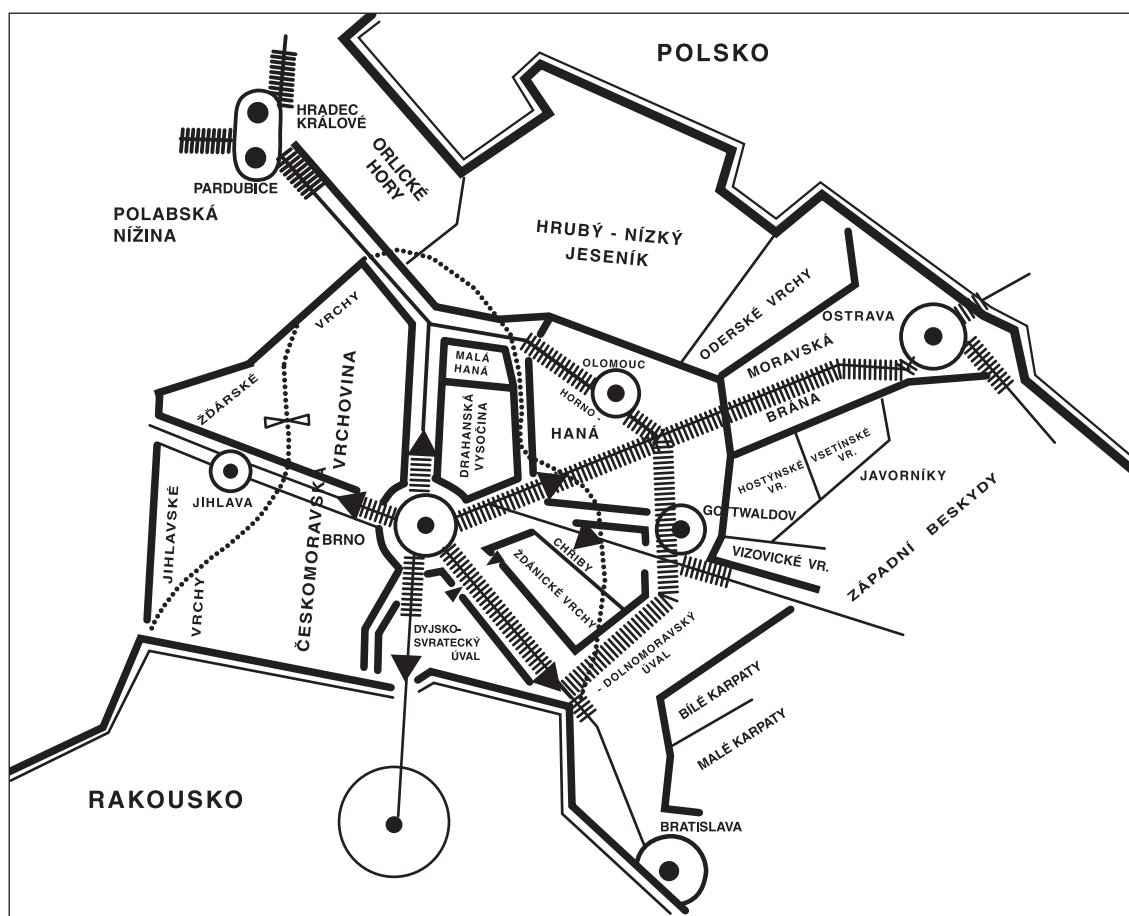 POLSKO
HRADEC
KRÁLOVÉ
PARDUBICE
ORLICKÉ
HORY
POLABSKÁ
NÍŽINA
HRUBÝ - NÍZKÝ
JESENÍK
ODERSKÉ VRCHY
OSTRAVA
MORAVSKÁ
BRÁNA
ŽĎÁRSKÉ
VRCHY
MALÁ
HANÁ
OLOMOUC
HORNO -
HANÁ
DRAHANSKÁ
VYSOČINA
ČESKOMORAVSKÁ VRCHOVINA
HOSTÝNSKÉ
VR.
VSETÍNSKÉ
VR.
JAVORNÍKY
JIHLAVA
JIHLAVSKÉ
VRCHY
BRNO
GOTTWALDOV
VIZOVICKÉ VR.
ZÁPADNÍ BESKYDY
CHŘIBY
ŽDÁNICKÉ VRCHY
DYJSKO-
SVRATECKÝ
ÚVAL
- DOLNOMORAVSKÝ
ÚVAL
BÍLÉ KARPATY
MALÉ KARPATY
RAKOUSKO
BRATISLAVA